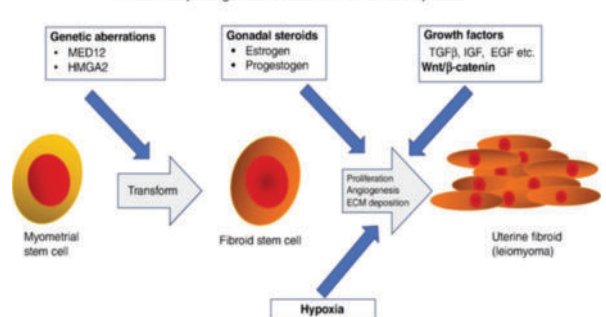 Genetic aberrations
• MED12
• HMGA2
Gonadal steroids
• Estrogen
• Progestogen
Growth factors
TGFβ, IGF, EGF etc.
Wnt/β-catenin
Transform
Proliferation
Angiogenesis
ECM deposition
Myometrial
stem cell
Fibroid stem cell
Uterine fibroid
(leiomyoma)
Hypoxia